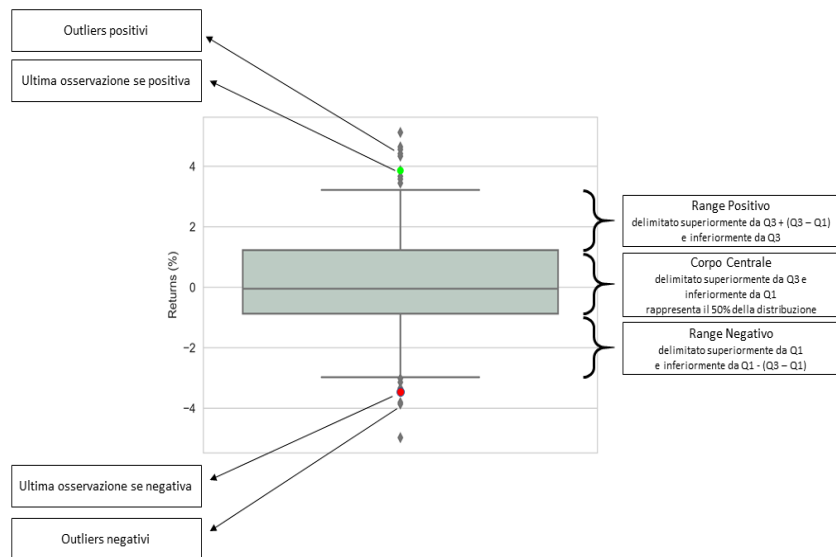 Outliers positivi
Ultima osservazione se positiva
4
2
0
−2
−4
Returns (%)
Range Positivo
delimitato superiormente da Q3 + (Q3 – Q1)
e inferiormente da Q3
Corpo Centrale
delimitato superiormente da Q3 e
inferiormente da Q1
rappresenta il 50% della distribuzione
Range Negativo
delimitato superiormente da Q1
e inferiormente da Q1 - (Q3 – Q1)
Ultima osservazione se negativa
Outliers negativi